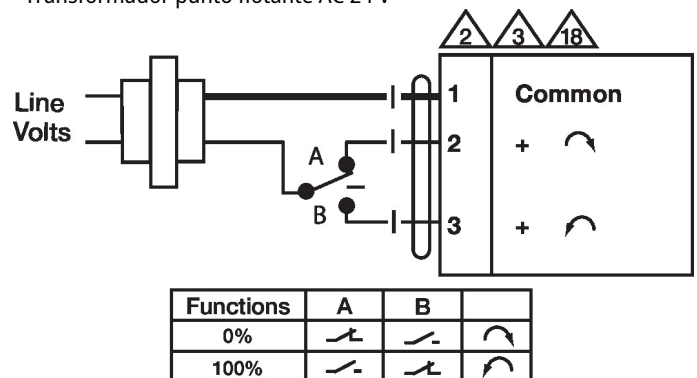 Transformador punto flotante AC 24 V
2 3 18
Line
Volts
1 Common
A
2 +
B
3 +
Functions A B
0%
100%